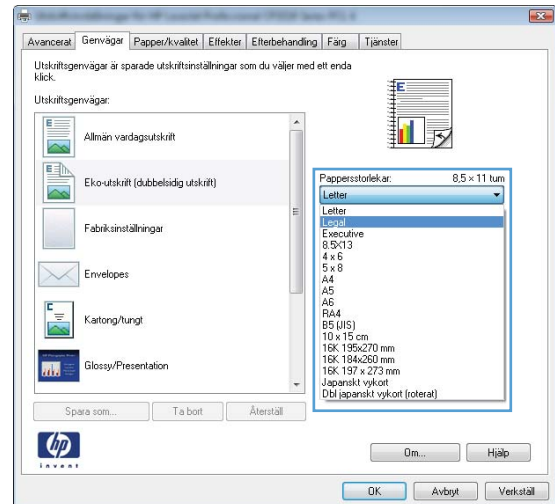 Avancerat Genvägar Papper/kvalitet Effekter Efterbehandling Färg Tjänster
Utskriftsgenvägar är sparade utskriftsinställningar som du väljer med ett enda
klick.
Utskriftsgenvägar:
Allmän vardagsutskrift
Eko-utskrift (dubbelsidig utskrift)
Fabriksinställningar
Envelopes
Kartong/tungt
Glossy/Presentation
Pappersstorlekar: 8,5 × 11 tum
Letter
Letter
Legal
Executive
8.5X13
4 x 6
5 x 8
A4
A5
A6
RA4
B5 (JIS)
10 x 15 cm
16K 195x270 mm
16K 184x260 mm
16K 197 x 273 mm
Japanskt vykort
Dbl japanskt vykort (roterat)
Spara som... Ta bort Återställ
hp
invent
Om... Hjälp
OK Avbryt Verkställ